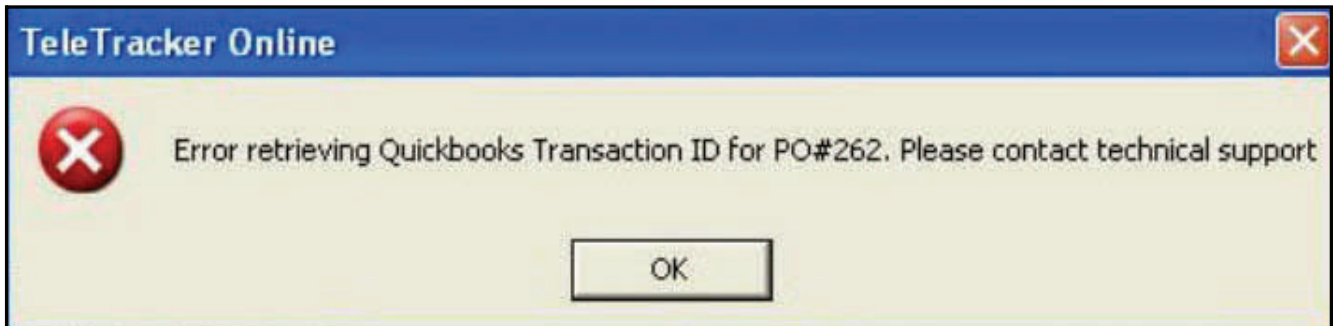 TeleTracker Online
Error retrieving Quickbooks Transaction ID for PO#262. Please contact technical support
OK